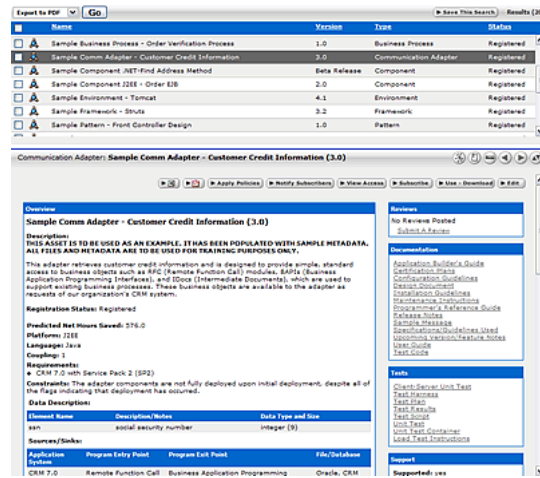 Export to PDF Go Save This Search Results
Name Version Type Status
Sample Business Process - Order Verification Process 1.0 Business Process Registered
Sample Comm Adapter - Customer Credit Information 3.0 Communication Adapter Registered
Sample Component .NET-Find Address Method Beta Release Component Registered
Sample Component J2EE - Order EJB 2.0 Component Registered
Sample Environment - Tomcat 4.1 Environment Registered
Sample Framework - Struts 3.2 Framework Registered
Sample Pattern - Front Controller Design 1.0 Pattern Registered
Communication Adapter: Sample Comm Adapter - Customer Credit Information (3.0)
Apply Policies Notify Subscribers View Access Subscribe Use - Download Edit
Overview
Sample Comm Adapter - Customer Credit Information (3.0)
Description:
THIS ASSET IS TO BE USED AS AN EXAMPLE. IT HAS BEEN POPULATED WITH SAMPLE METADATA.
ALL FILES AND METADATA ARE TO BE USED FOR TRAINING PURPOSES ONLY.
This adapter retrieves customer credit information and is designed to provide simple, standard
access to business objects such as RFC (Remote Function Call) modules, BAPIs (Business
Application Programming Interfaces), and IDocs (Intermediate Documents), which are used to
support existing business processes. These business objects are available to the adapter as
requests of our organization's CRM system.
Registration Status: Registered
Predicted Net Hours Saved: 576.0
Platform: J2EE
Language: Java
Coupling: 1
Requirements:
CRM 7.0 with Service Pack 2 (SP2)
Constraints: The adapter components are not fully deployed upon initial deployment, despite all of
the flags indicating that deployment has occurred.
Data Description:
Element Name Description/Notes Data Type and Size
ssn social security number integer (9)
Sources/Sinks:
Application System Program Entry Point Program Exit Point File/Database
CRM 7.0 Remote Function Call Business Application Programming Oracle, CRM
Reviews
No Reviews Posted
Submit A Review
Documentation
Application Builder's Guide
Certification Plans
Configuration Guidelines
Design Document
Installation Guidelines
Maintenance Instructions
Programmer's Reference Guide
Release Notes
Sample Message
Specifications/Guidelines Used
Upcoming Version/Feature Notes
User Guide
Test Code
Tests
Client-Server Unit Test
Test Harness
Test Plan
Test Results
Test Script
Unit Test
Unit Test Container
Load Test Instructions
Support
Supported: yes